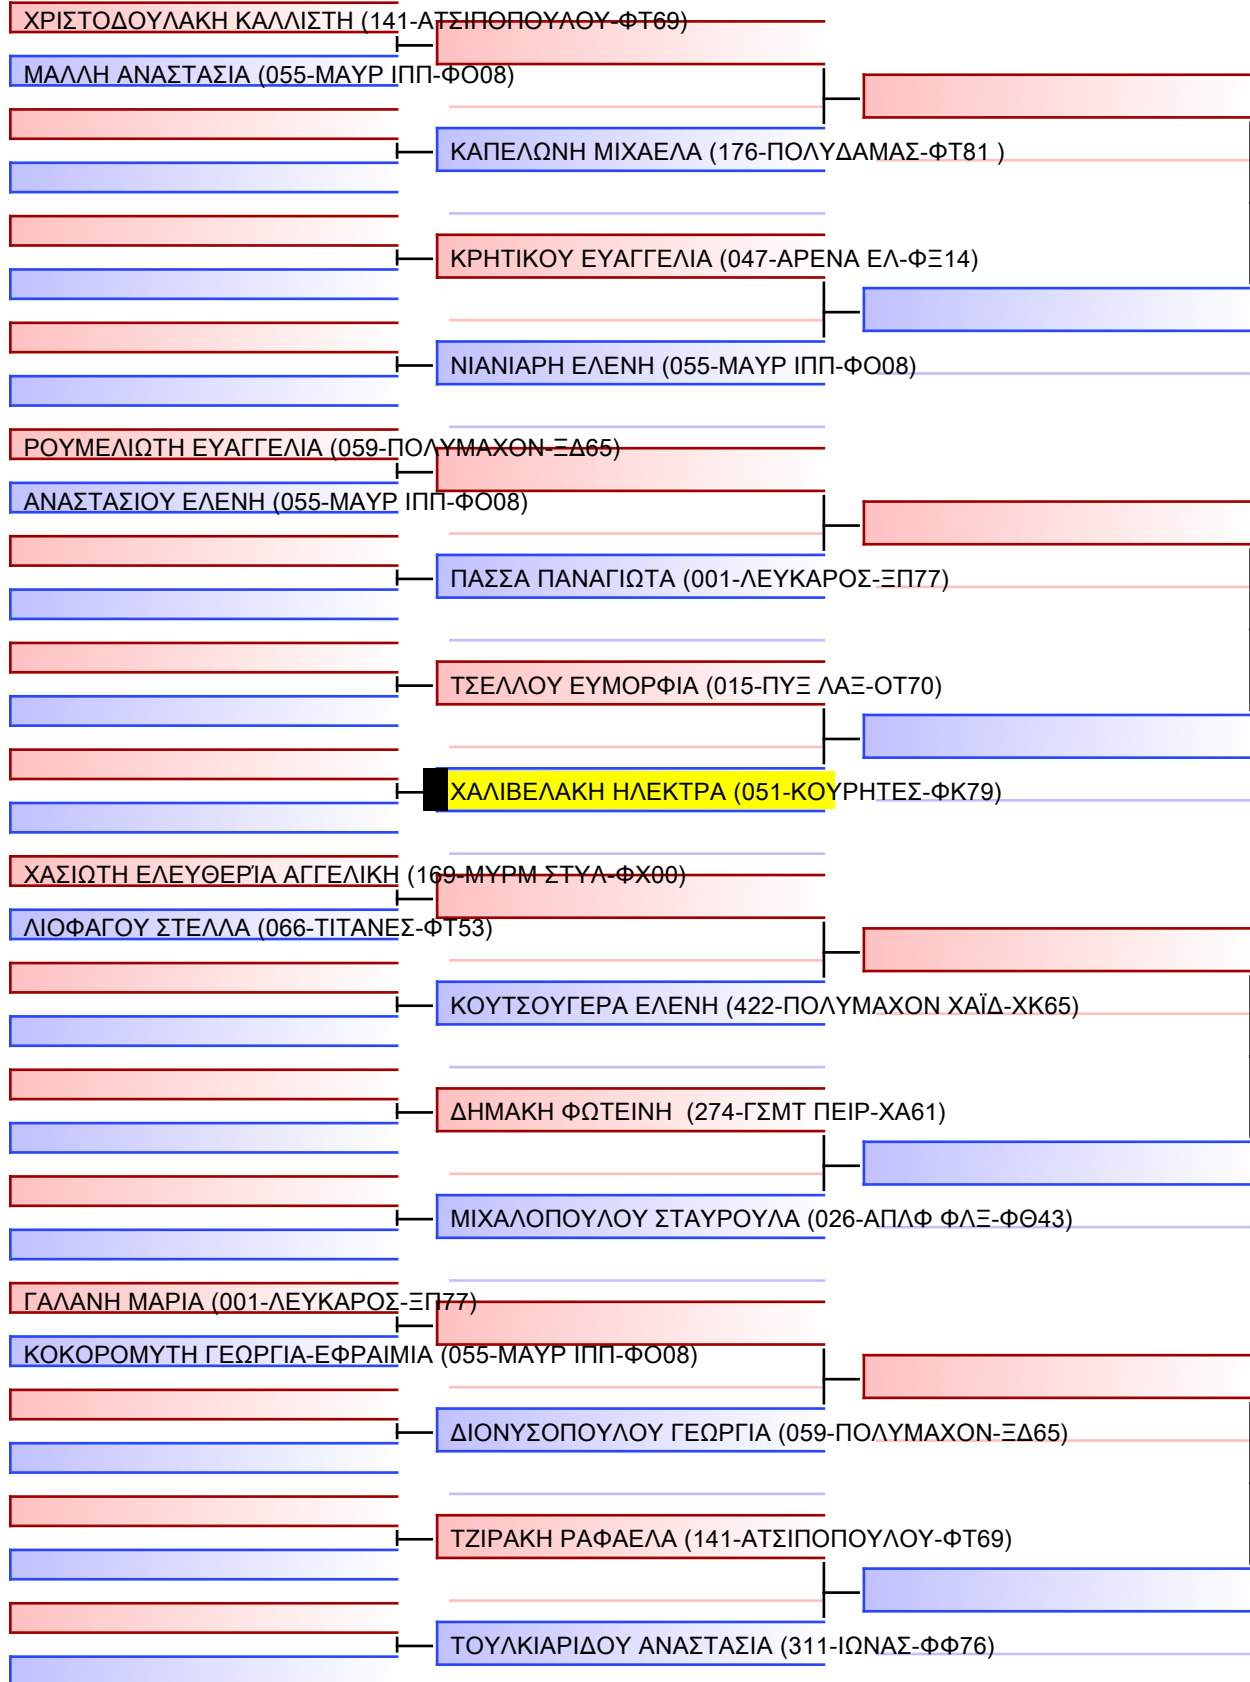 ΧΡΙΣΤΟΔΟΥΛΑΚΗ ΚΑΛΛΙΣΤΗ (141-ΑΤΣΙΠΟΠΟΥΛΟΥ-ΦΤ69)
ΜΑΛΛΗ ΑΝΑΣΤΑΣΙΑ (055-ΜΑΥΡ ΙΠΠ-ΦΟ08)
ΚΑΠΕΛΩΝΗ ΜΙΧΑΕΛΑ (176-ΠΟΛΥΔΑΜΑΣ-ΦΤ81 )
ΚΡΗΤΙΚΟΥ ΕΥΑΓΓΕΛΙΑ (047-ΑΡΕΝΑ ΕΛ-ΦΞ14)
ΝΙΑΝΙΑΡΗ ΕΛΕΝΗ (055-ΜΑΥΡ ΙΠΠ-ΦΟ08)
ΡΟΥΜΕΛΙΩΤΗ ΕΥΑΓΓΕΛΙΑ (059-ΠΟΛΥΜΑΧΟΝ-ΞΔ65)
ΑΝΑΣΤΑΣΙΟΥ ΕΛΕΝΗ (055-ΜΑΥΡ ΙΠΠ-ΦΟ08)
ΠΑΣΣΑ ΠΑΝΑΓΙΩΤΑ (001-ΛΕΥΚΑΡΟΣ-ΞΠ77)
ΤΣΕΛΛΟΥ ΕΥΜΟΡΦΙΑ (015-ΠΥΞ ΛΑΞ-ΟΤ70)
ΧΑΛΙΒΕΛΑΚΗ ΗΛΕΚΤΡΑ (051-ΚΟΥΡΗΤΕΣ-ΦΚ79)
ΧΑΣΙΩΤΗ ΕΛΕΥΘΕΡΊΑ ΑΓΓΕΛΙΚΗ (169-ΜΥΡΜ ΣΤΥΛ-ΦΧ00)
ΛΙΟΦΑΓΟΥ ΣΤΕΛΛΑ (066-ΤΙΤΑΝΕΣ-ΦΤ53)
ΚΟΥΤΣΟΥΓΕΡΑ ΕΛΕΝΗ (422-ΠΟΛΥΜΑΧΟΝ ΧΑΪΔ-ΧΚ65)
ΔΗΜΑΚΗ ΦΩΤΕΙΝΗ  (274-ΓΣΜΤ ΠΕΙΡ-ΧΑ61)
ΜΙΧΑΛΟΠΟΥΛΟΥ ΣΤΑΥΡΟΥΛΑ (026-ΑΠΛΦ ΦΛΞ-ΦΘ43)
ΓΑΛΑΝΗ ΜΑΡΙΑ (001-ΛΕΥΚΑΡΟΣ-ΞΠ77)
ΚΟΚΟΡΟΜΥΤΗ ΓΕΩΡΓΙΑ-ΕΦΡΑΙΜΙΑ (055-ΜΑΥΡ ΙΠΠ-ΦΟ08)
ΔΙΟΝΥΣΟΠΟΥΛΟΥ ΓΕΩΡΓΙΑ (059-ΠΟΛΥΜΑΧΟΝ-ΞΔ65)
ΤΖΙΡΑΚΗ ΡΑΦΑΕΛΑ (141-ΑΤΣΙΠΟΠΟΥΛΟΥ-ΦΤ69)
ΤΟΥΛΚΙΑΡΙΔΟΥ ΑΝΑΣΤΑΣΙΑ (311-ΙΩΝΑΣ-ΦΦ76)